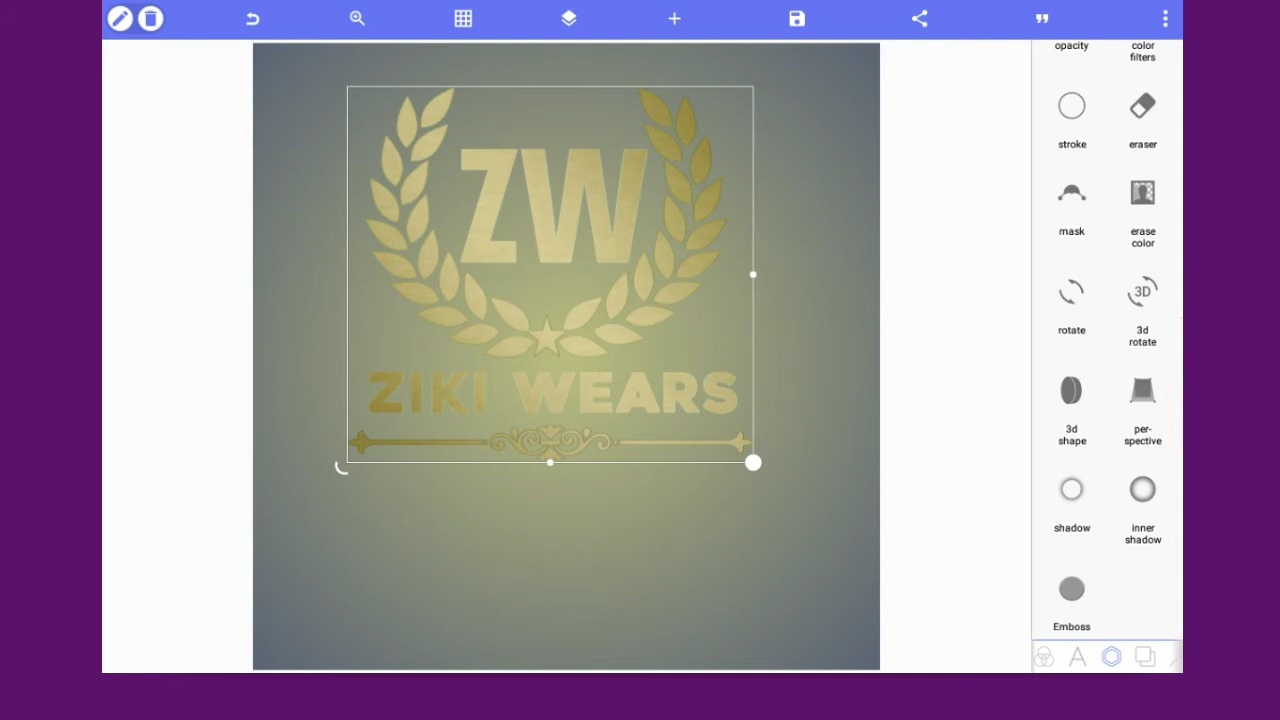 opacity
color
filters
stroke
eraser
mask
erase
color
3D
rotate
3d
rotate
3d
shape
per-
spective
shadow
inner
shadow
Emboss
A
ZW
ZIKI WEARS